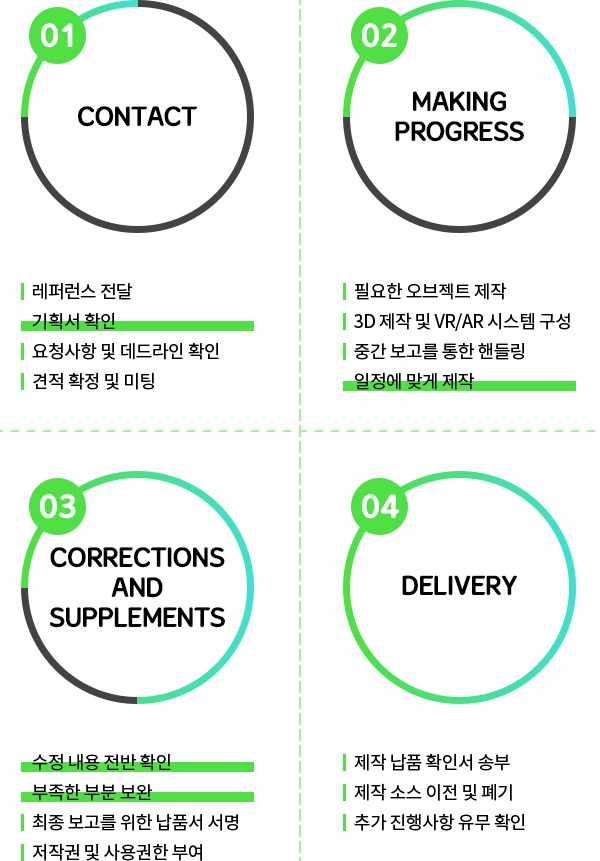 01
CONTACT
레퍼런스 전달
기획서 확인
요청사항 및 데드라인 확인
견적 확정 및 미팅
02
MAKING
PROGRESS
필요한 오브젝트 제작
3D 제작 및 VR/AR 시스템 구성
중간 보고를 통한 핸들링
일정에 맞게 제작
03
CORRECTIONS
AND
SUPPLEMENTS
수정 내용 전반 확인
부족한 부분 보완
최종 보고를 위한 납품서 서명
저작권 및 사용권한 부여
04
DELIVERY
제작 납품 확인서 송부
제작 소스 이전 및 폐기
추가 진행사항 유무 확인